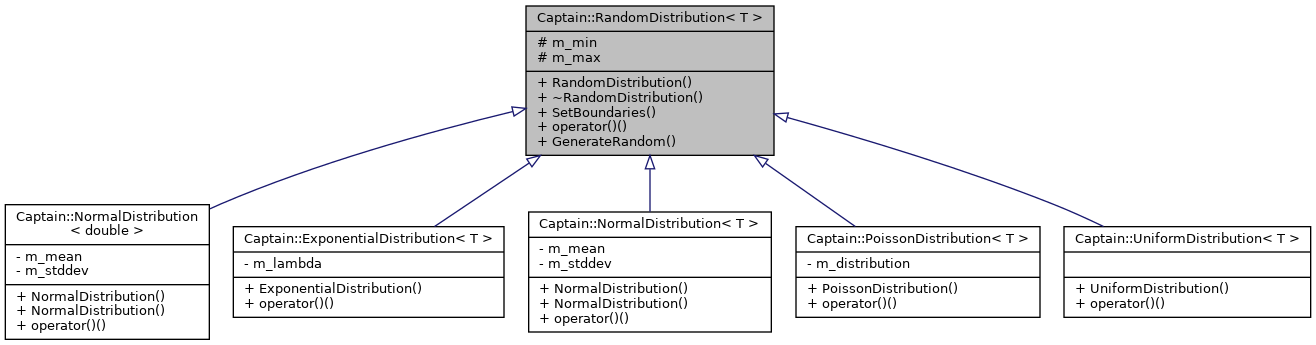 Captain::RandomDistribution< T >
# m_min
# m_max
+ RandomDistribution()
+ ~RandomDistribution()
+ SetBoundaries()
+ operator()()
+ GenerateRandom()
Captain::NormalDistribution
< double >
- m_mean
- m_stddev
+ NormalDistribution()
+ NormalDistribution()
+ operator()()
Captain::ExponentialDistribution< T >
- m_lambda
+ ExponentialDistribution()
+ operator()()
Captain::NormalDistribution< T >
- m_mean
- m_stddev
+ NormalDistribution()
+ NormalDistribution()
+ operator()()
Captain::PoissonDistribution< T >
- m_distribution
+ PoissonDistribution()
+ operator()()
Captain::UniformDistribution< T >
+ UniformDistribution()
+ operator()()